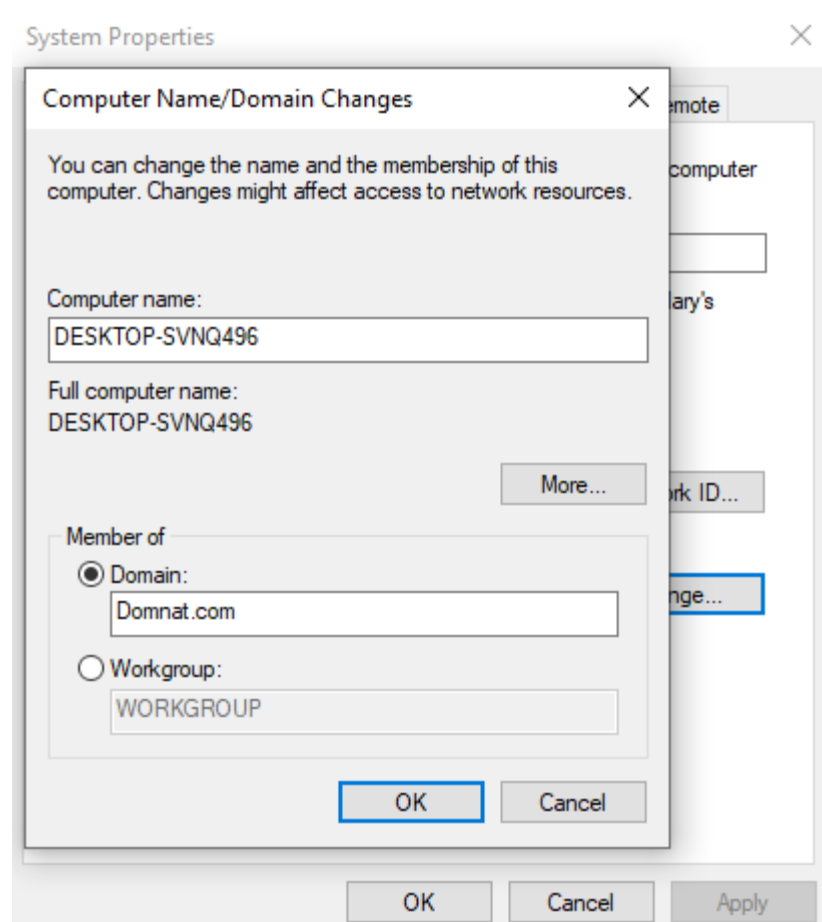 System Properties
Computer Name/Domain Changes
emote
You can change the name and the membership of this
computer. Changes might affect access to network resources.
computer
Computer name:
DESKTOP-SVNQ496
lary's
Full computer name:
DESKTOP-SVNQ496
More...
rk ID...
Member of
Domain:
Domnat.com
nge...
Workgroup:
WORKGROUP
OK
Cancel
OK
Cancel
Apply